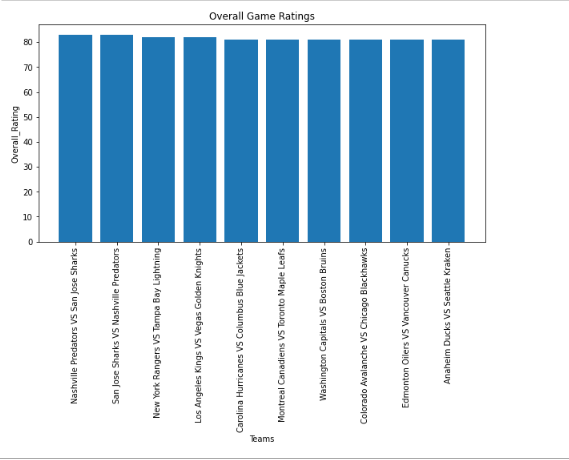 Overall Game Ratings
Overall_Rating
80
70
60
50
40
30
20
10
0
Nashville Predators VS San Jose Sharks
San Jose Sharks VS Nashville Predators
New York Rangers VS Tampa Bay Lightning
Los Angeles Kings VS Vegas Golden Knights
Carolina Hurricanes VS Columbus Blue Jackets
Montreal Canadiens VS Toronto Maple Leafs
Washington Capitals VS Boston Bruins
Colorado Avalanche VS Chicago Blackhawks
Edmonton Oilers VS Vancouver Canucks
Anaheim Ducks VS Seattle Kraken
Teams